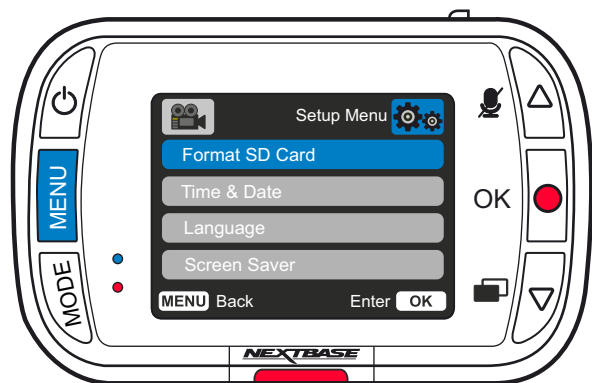 MENU
MODE
Setup Menu
Format SD Card
Time & Date
Language
Screen Saver
MENU Back
Enter OK
OK
NEXTBASE